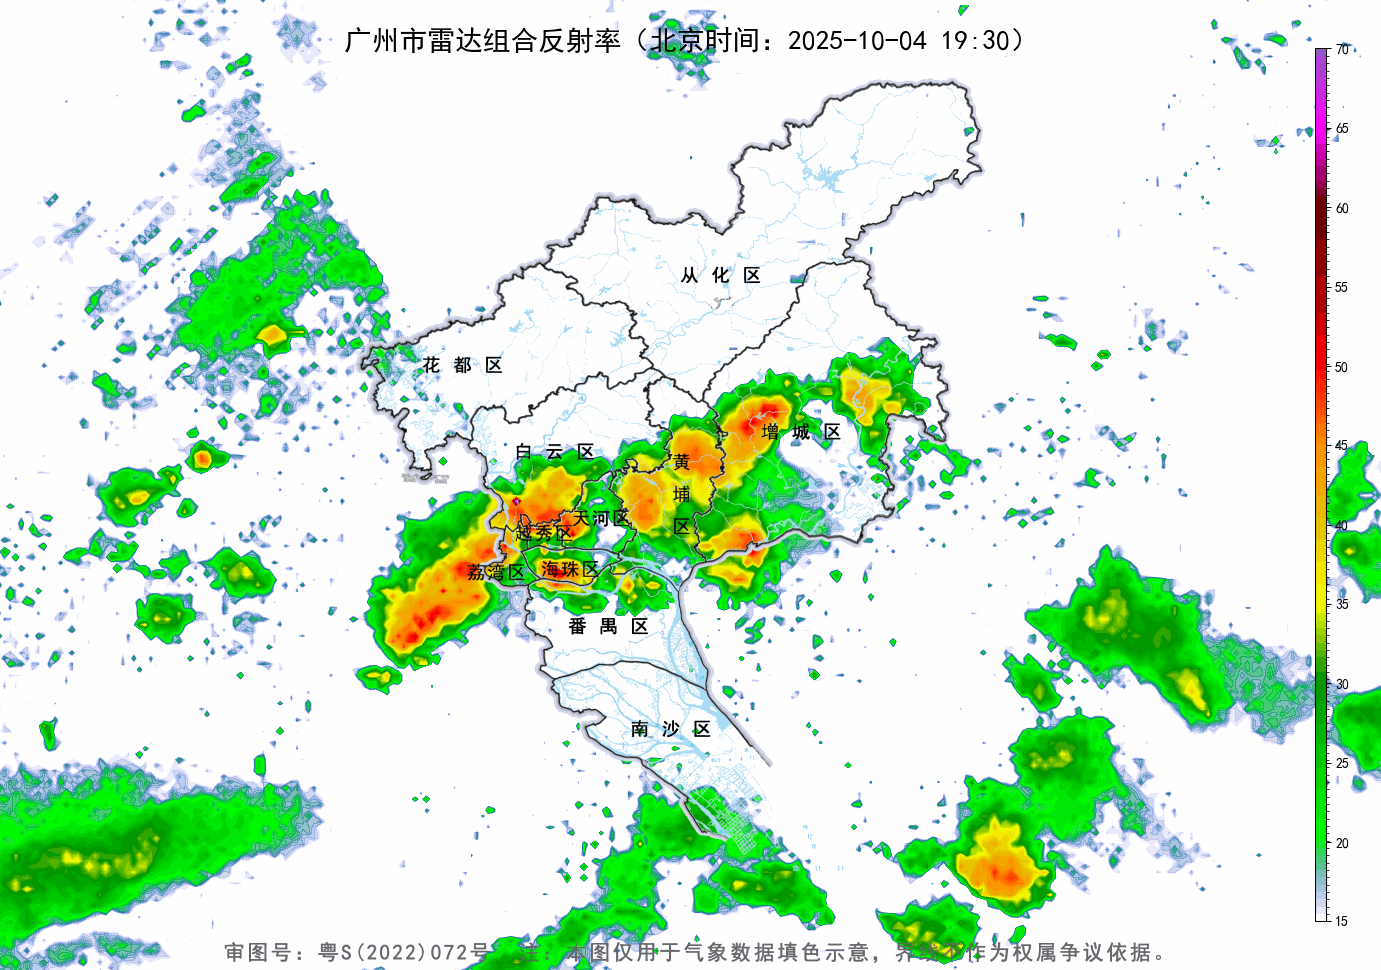 广州市雷达组合反射率（北京时间：2025-10-04 19:30）
70
65
60
55
50
45
40
35
30
25
20
15
从化区
花都区
增城区
白云区
黄埔区
天河区
越秀区
荔湾区
海珠区
番禺区
南沙区
审图号：粤S(2022)072号 注：本图仅用于气象数据填色示意，界线不作为权属争议依据。